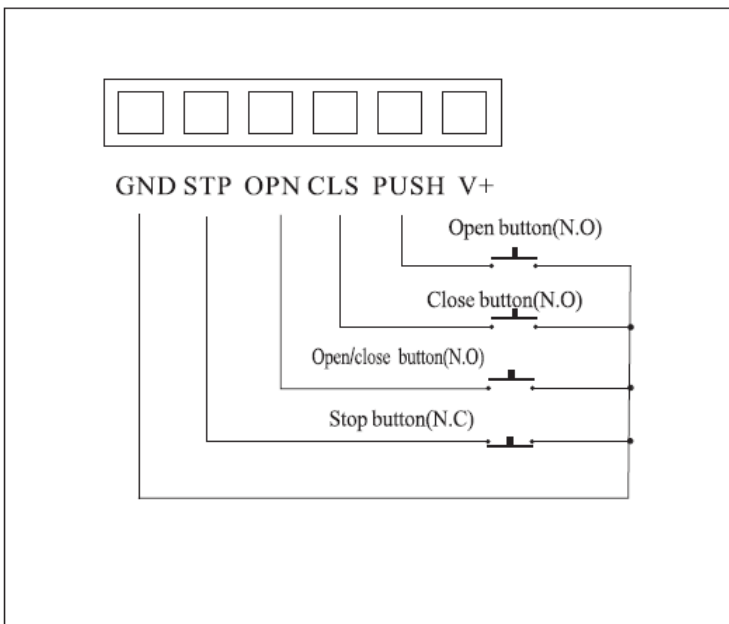 GND STP OPN CLS PUSH V+
Open button(N.O)
Close button(N.O)
Open/close button(N.O)
Stop button(N.C)